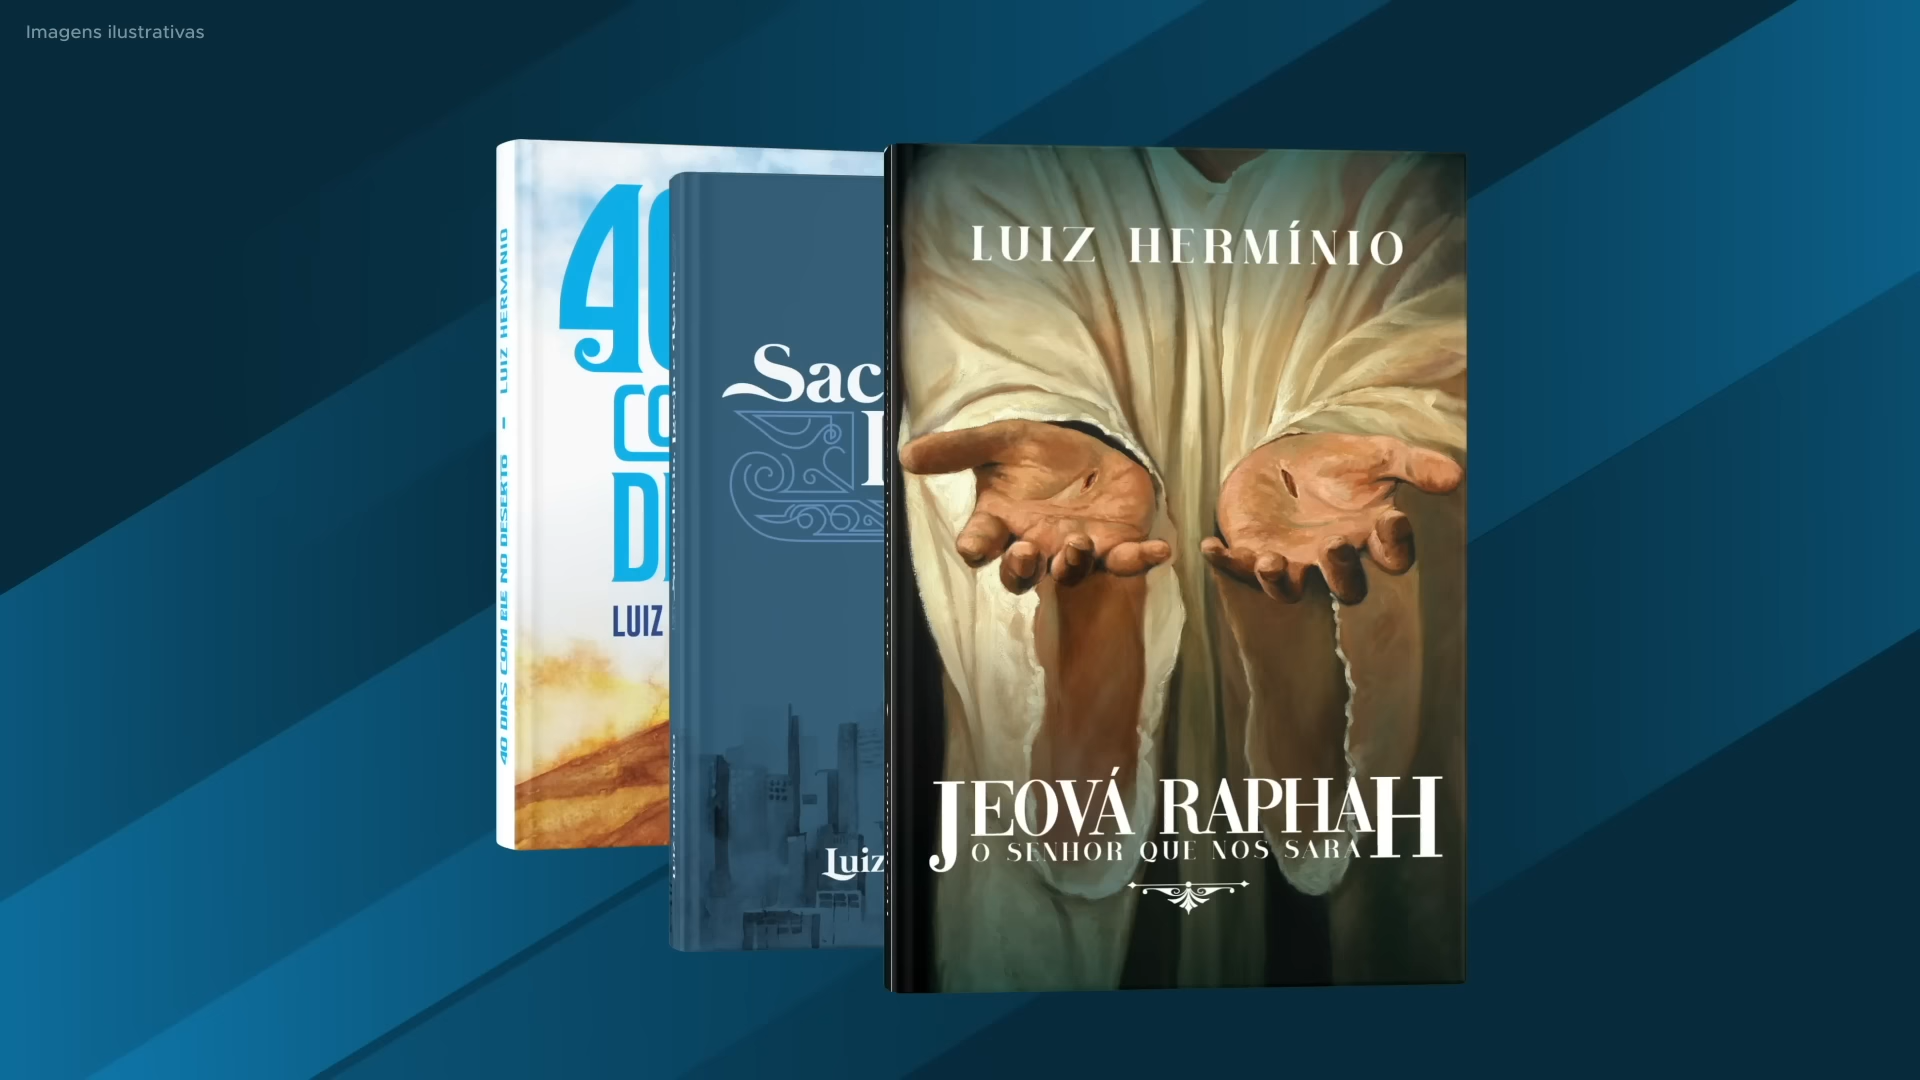 Imagens ilustrativas
40 DIAS COM ELE NO DESERTO - LUIZ HERMÍNIO
LUIZ
Luiz
LUIZ HERMÍNIO
JEOVÁ RAPHAH
O SENHOR QUE NOS SARA